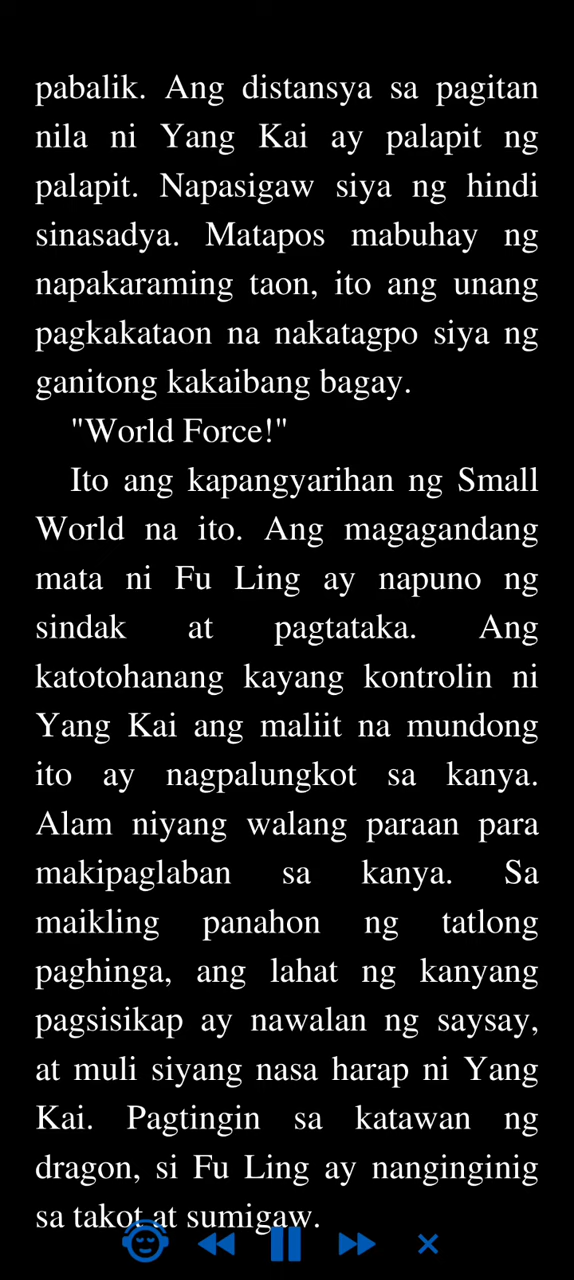 pabalik. Ang distansya sa pagitan
nila ni Yang Kai ay palapit ng
palapit. Napasigaw siya ng hindi
sinasadya. Matapos mabuhay ng
napakaraming taon, ito ang unang
pagkakataon na nakatagpo siya ng
ganitong kakaibang bagay.
"World Force!"
Ito ang kapangyarihan ng Small
World na ito. Ang magagandang
mata ni Fu Ling ay napuno ng
sindak at pagtataka. Ang
katotohanang kayang kontrolin ni
Yang Kai ang maliit na mundong
ito ay nagpalungkot sa kanya.
Alam niyang walang paraan para
makipaglaban sa kanya. Sa
maikling panahon ng tatlong
paghinga, ang lahat ng kanyang
pagsisikap ay nawalan ng saysay,
at muli siyang nasa harap ni Yang
Kai. Pagtingin sa katawan ng
dragon, si Fu Ling ay nanginginig
sa takot at sumigaw.